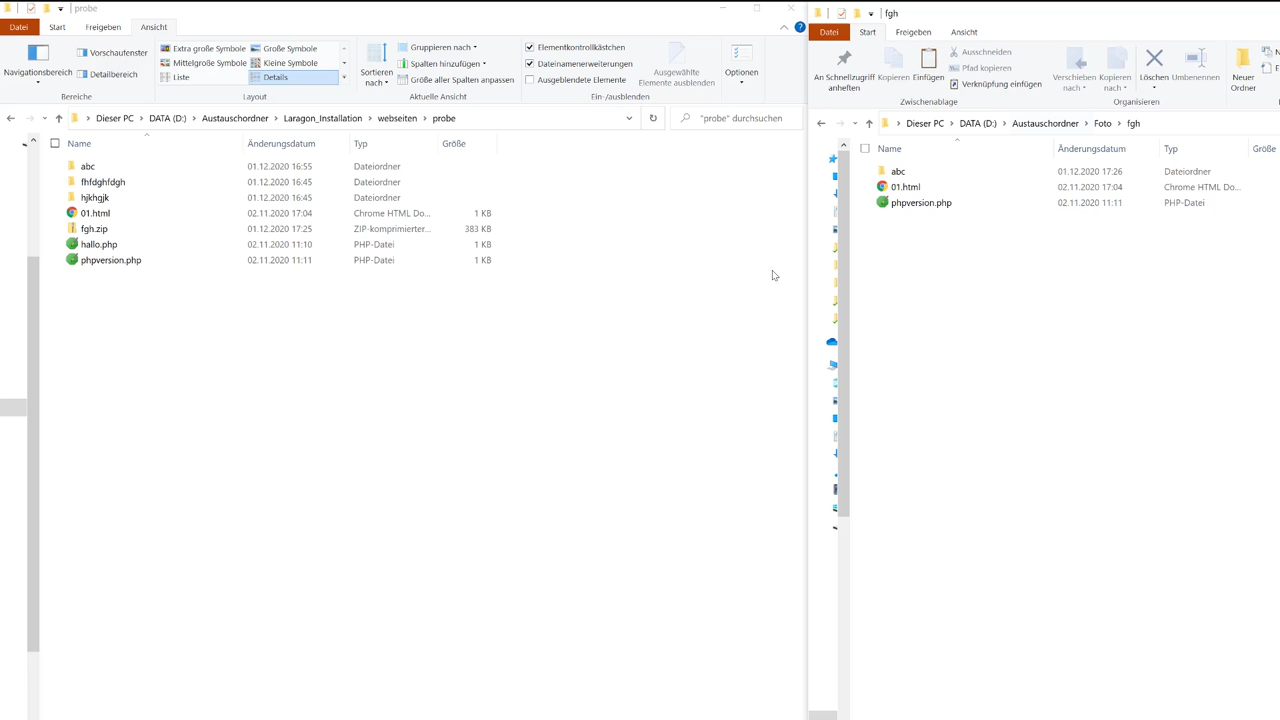 probe
Datei Start Freigeben Ansicht
Navigationsbereich
Vorschaufenster
Detailbereich
Bereiche
Extra große Symbole Große Symbole
Mittelgroße Symbole Kleine Symbole
Liste Details
Layout
Sortieren nach
Gruppieren nach
Spalten hinzufügen
Größe aller Spalten anpassen
Aktuelle Ansicht
Elementkontrollkästchen
Dateinamenerweiterungen
Ausgeblendete Elemente
Ausgewählte
Elemente ausblenden
Ein-/ausblenden
Optionen
Dieser PC DATA (D:) Austauschordner Laragon_Installation webseiten probe
"probe" durchsuchen
Name Änderungsdatum Typ Größe
abc 01.12.2020 16:55 Dateiordner
fhfdghfdgh 01.12.2020 16:45 Dateiordner
hjkhgjk 01.12.2020 16:45 Dateiordner
01.html 02.11.2020 17:04 Chrome HTML Do... 1 KB
fgh.zip 01.12.2020 17:25 ZIP-komprimierter... 383 KB
hallo.php 02.11.2020 11:10 PHP-Datei 1 KB
phpversion.php 02.11.2020 11:11 PHP-Datei 1 KB
fgh
Datei Start Freigeben Ansicht
An Schnellzugriff
anheften
Kopieren
Einfügen
Ausschneiden
Pfad kopieren
Verknüpfung einfügen
Zwischenablage
Verschieben
nach
Kopieren
nach
Löschen
Umbenennen
Organisieren
Neuer
Ordner
Dieser PC DATA (D:) Austauschordner Foto fgh
Name Änderungsdatum Typ Größe
abc 01.12.2020 17:26 Dateiordner
01.html 02.11.2020 17:04 Chrome HTML Do...
phpversion.php 02.11.2020 11:11 PHP-Datei